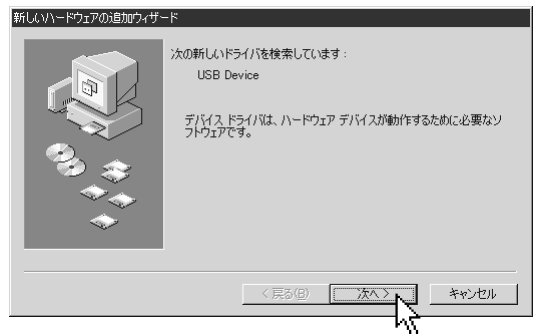 新しいハードウェアの追加ウィザード
次の新しいドライバを検索しています：
USB Device
デバイス ドライバは、ハードウェア デバイスが動作するために必要なソ
フトウェアです。
< 戻る(B)
次へ >
キャンセル